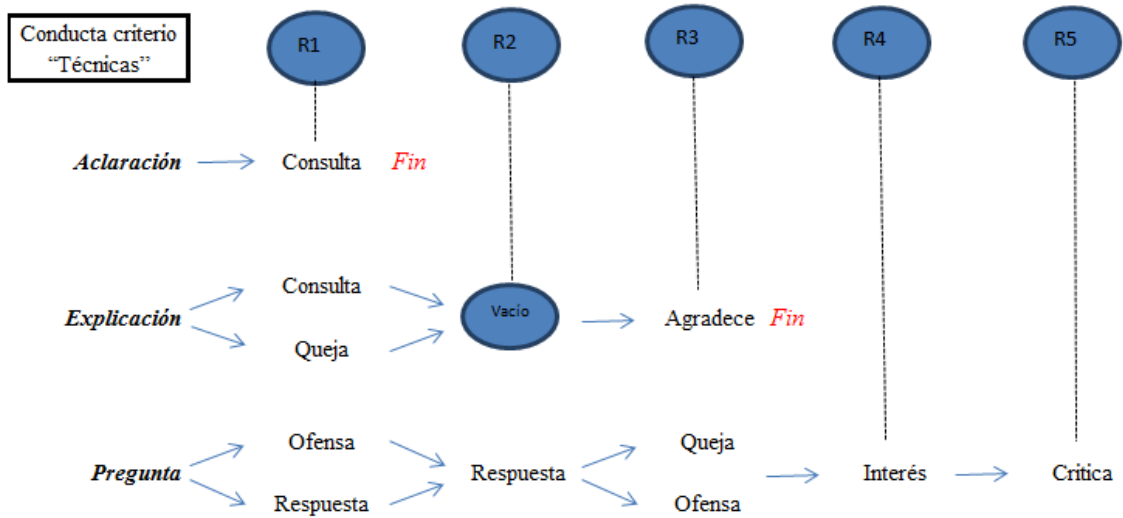 Conducta criterio
“Técnicas”
R1
R2
R3
R4
R5
Aclaración
Consulta
Fin
Explicación
Consulta
Queja
Vacío
Agradece
Fin
Pregunta
Ofensa
Respuesta
Respuesta
Queja
Ofensa
Interés
Critica